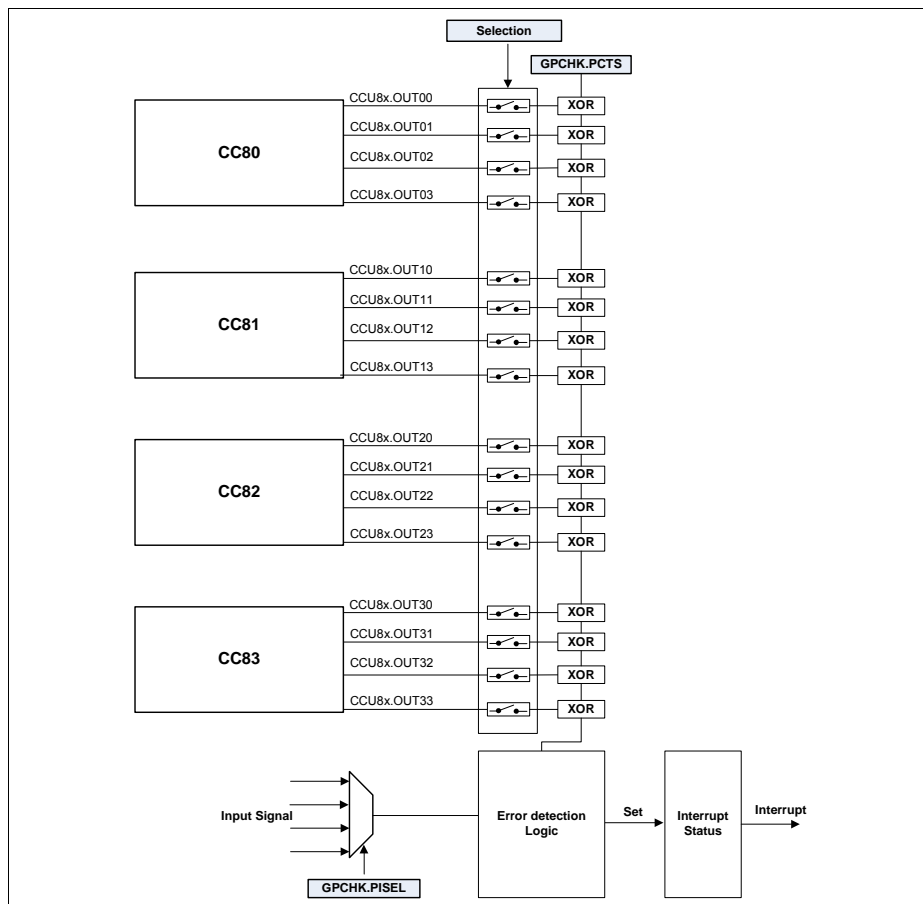 Selection
GPCHK.PCTS
CCU8x.OUT00
XOR
CCU8x.OUT01
XOR
CC80
CCU8x.OUT02
XOR
CCU8x.OUT03
XOR
CCU8x.OUT10
XOR
CCU8x.OUT11
XOR
CC81
CCU8x.OUT12
XOR
CCU8x.OUT13
XOR
CCU8x.OUT20
XOR
CCU8x.OUT21
XOR
CC82
CCU8x.OUT22
XOR
CCU8x.OUT23
XOR
CCU8x.OUT30
XOR
CCU8x.OUT31
XOR
CC83
CCU8x.OUT32
XOR
CCU8x.OUT33
XOR
Input Signal
Error detection
Logic
Set
Interrupt
Status
Interrupt
GPCHK.PISEL